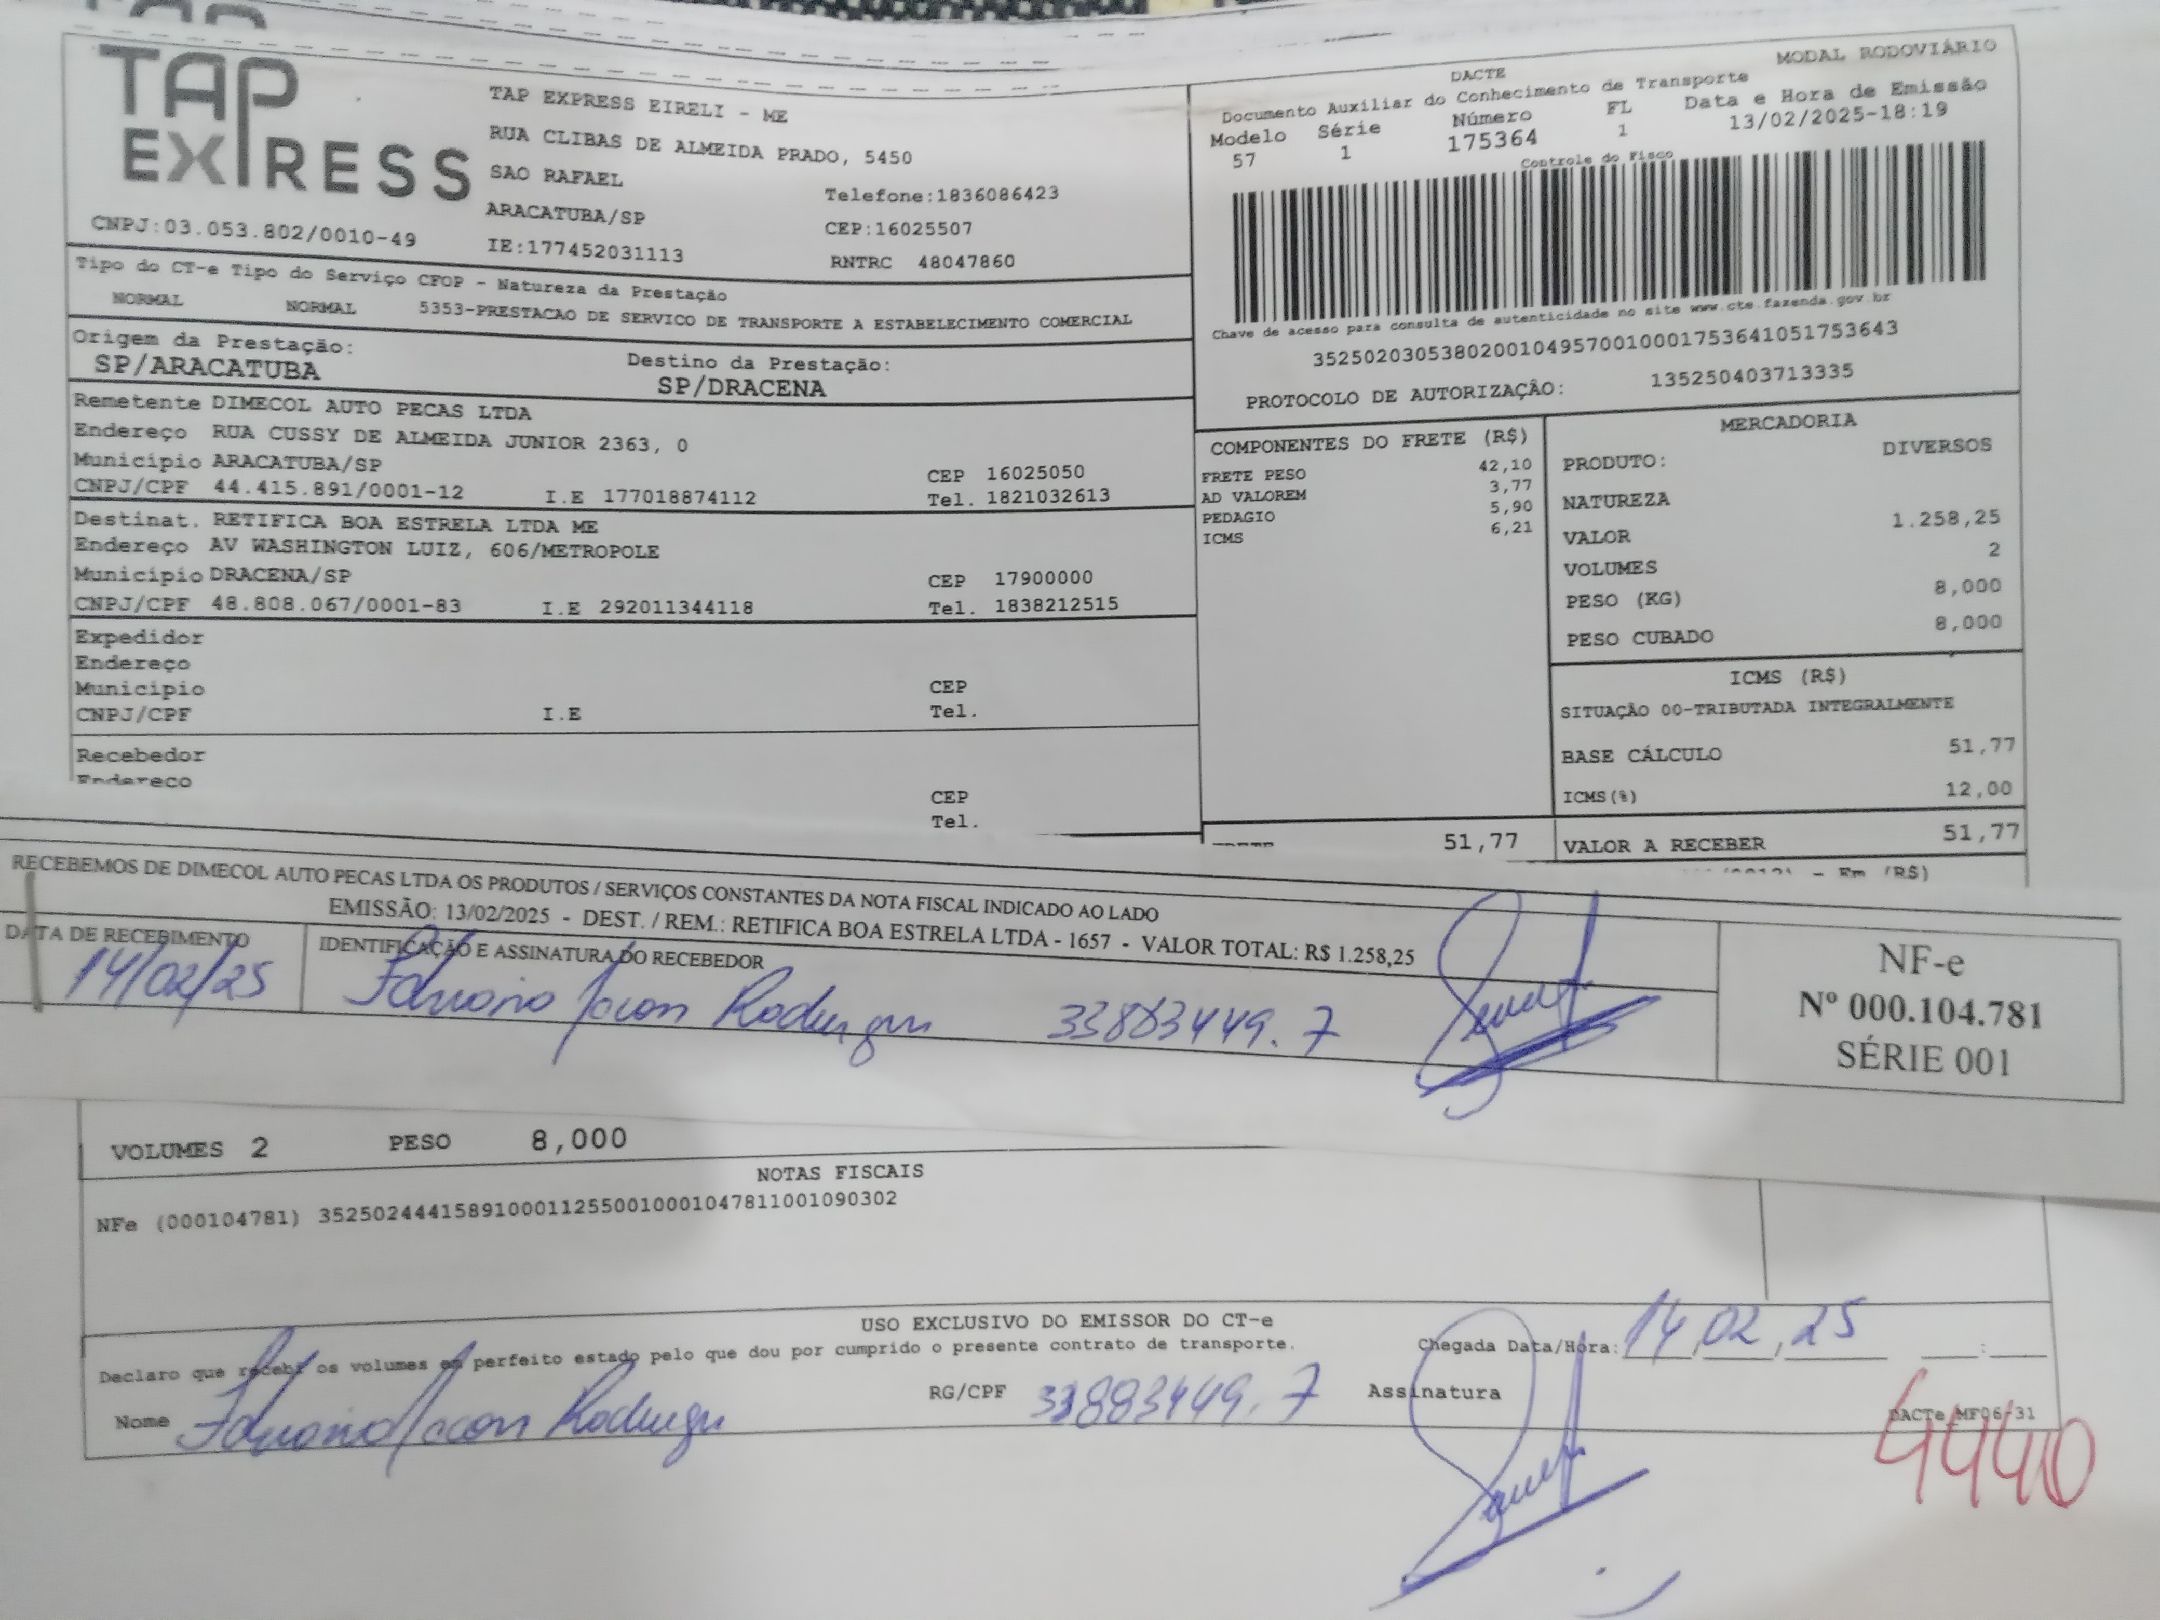 TAP
EXPRESS
TAP EXPRESS EIRELI - ME
RUA CLIBAS DE ALMEIDA PRADO, 5450
SAO RAFAEL
Telefone:1836086423
ARACATUBA/SP
CEP:16025507
CNPJ:03.053.802/0010-49
IE:177452031113
RNTRC 48047860
MODAL RODOVIÁRIO
DACTE
Documento Auxiliar do Conhecimento de Transporte
Modelo Série Número FL Data e Hora de Emissão
57 1 175364 1 13/02/2025-18:19
Controle do Fisco
Chave de acesso para consulta de autenticidade no site www.cte.fazenda.gov.br
35250203053802001049570010001753641051753643
PROTOCOLO DE AUTORIZAÇÃO: 135250403713335
Tipo do CT-e Tipo do Serviço CFOP - Natureza da Prestação
NORMAL NORMAL 5353-PRESTACAO DE SERVICO DE TRANSPORTE A ESTABELECIMENTO COMERCIAL
Origem da Prestação: Destino da Prestação:
SP/ARACATUBA SP/DRACENA
Remetente DIMECOL AUTO PECAS LTDA
Endereço RUA CUSSY DE ALMEIDA JUNIOR 2363, 0
Município ARACATUBA/SP CEP 16025050
CNPJ/CPF 44.415.891/0001-12 I.E 177018874112 Tel. 1821032613
Destinat. RETIFICA BOA ESTRELA LTDA ME
Endereço AV WASHINGTON LUIZ, 606/METROPOLE
Município DRACENA/SP CEP 17900000
CNPJ/CPF 48.808.067/0001-83 I.E 292011344118 Tel. 1838212515
Expedidor
Endereço
Município CEP
CNPJ/CPF I.E Tel.
Recebedor
Endereço
CEP
Tel.
COMPONENTES DO FRETE (R$)
FRETE PESO 42,10
AD VALOREM 3,77
PEDAGIO 5,90
ICMS 6,21
51,77
MERCADORIA
PRODUTO: DIVERSOS
NATUREZA
VALOR 1.258,25
VOLUMES 2
PESO (KG) 8,000
PESO CUBADO 8,000
ICMS (R$)
SITUAÇÃO 00-TRIBUTADA INTEGRALMENTE
BASE CÁLCULO 51,77
ICMS(%) 12,00
VALOR A RECEBER 51,77
- Em (R$)
RECEBEMOS DE DIMECOL AUTO PECAS LTDA OS PRODUTOS / SERVIÇOS CONSTANTES DA NOTA FISCAL INDICADO AO LADO
EMISSÃO: 13/02/2025 - DEST. / REM.: RETIFICA BOA ESTRELA LTDA - 1657 - VALOR TOTAL: R$ 1.258,25
DATA DE RECEBIMENTO IDENTIFICAÇÃO E ASSINATURA DO RECEBEDOR
14/02/25 33883449.7
NF-e
Nº 000.104.781
SÉRIE 001
VOLUMES 2 PESO 8,000
NOTAS FISCAIS
NFe (000104781) 35250244415891000112550010001047811001090302
USO EXCLUSIVO DO EMISSOR DO CT-e
Declaro que recebi os volumes em perfeito estado pelo que dou por cumprido o presente contrato de transporte. Chegada Data/Hora: 14,02,25
Nome RG/CPF 33883449.7 Assinatura
DACTe_MF06-31
4440